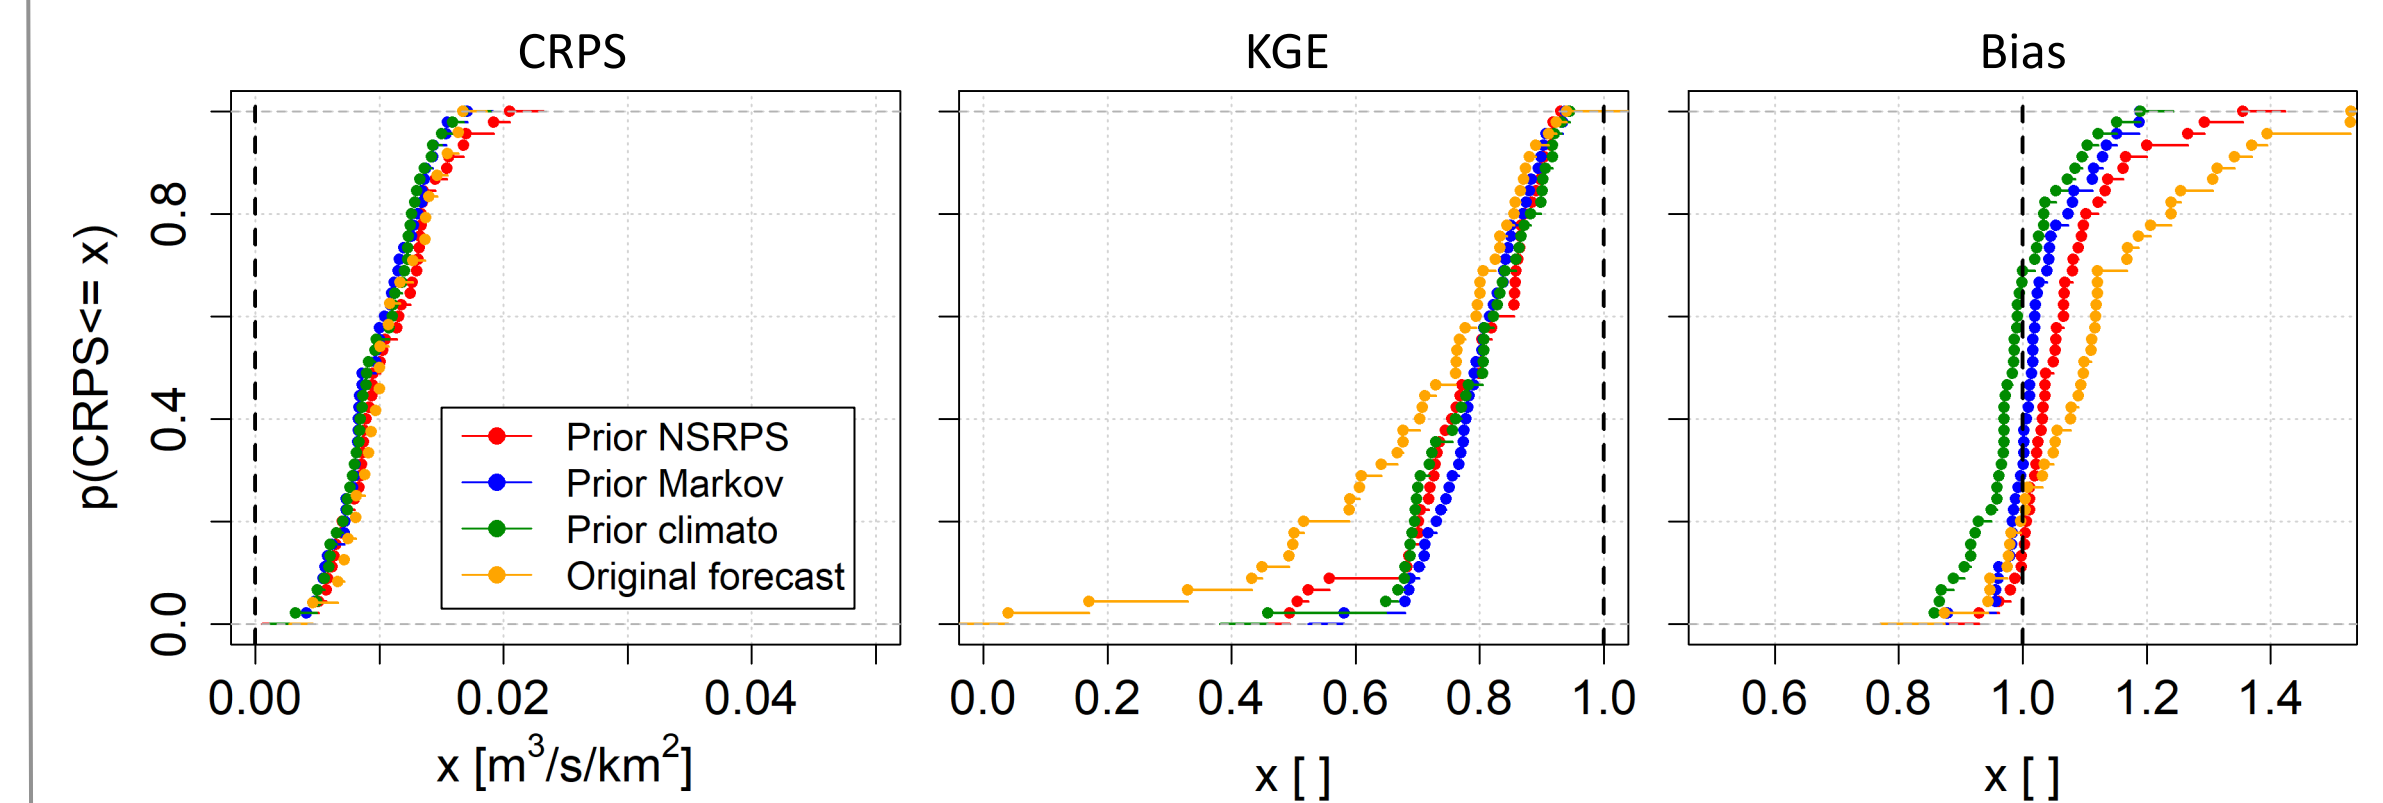 CRPS KGE Bias
p(CRPS<= x)
0.0 0.4 0.8
Prior NSRPS
Prior Markov
Prior climato
Original forecast
0.00 0.02 0.04
0.0 0.2 0.4 0.6 0.8 1.0
0.6 0.8 1.0 1.2 1.4
x [m³/s/km²]
x [ ]
x [ ]